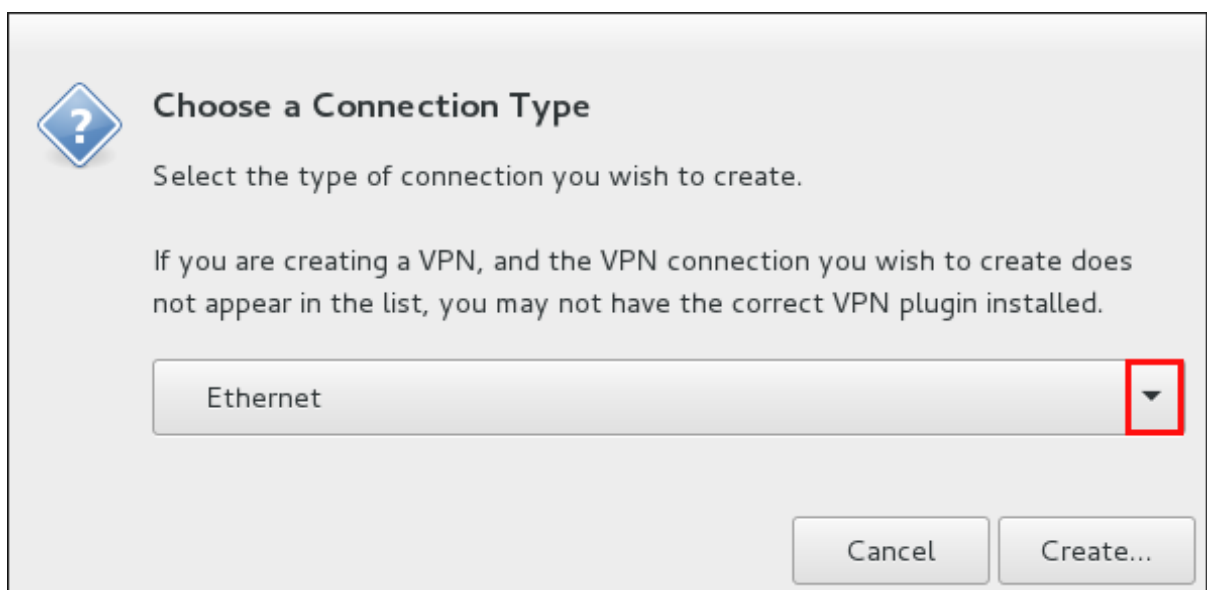 Choose a Connection Type
Select the type of connection you wish to create.
If you are creating a VPN, and the VPN connection you wish to create does
not appear in the list, you may not have the correct VPN plugin installed.
Ethernet
Cancel
Create...